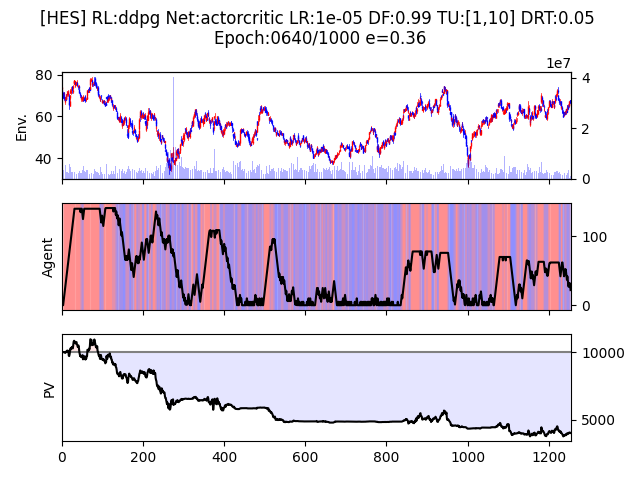 [HES] RL:ddpg Net:actorcritic LR:1e-05 DF:0.99 TU:[1,10] DRT:0.05
Epoch:0640/1000 e=0.36
1e7
80
60
40
Env.
4
2
0
Agent
100
0
PV
10000
5000
0 200 400 600 800 1000 1200